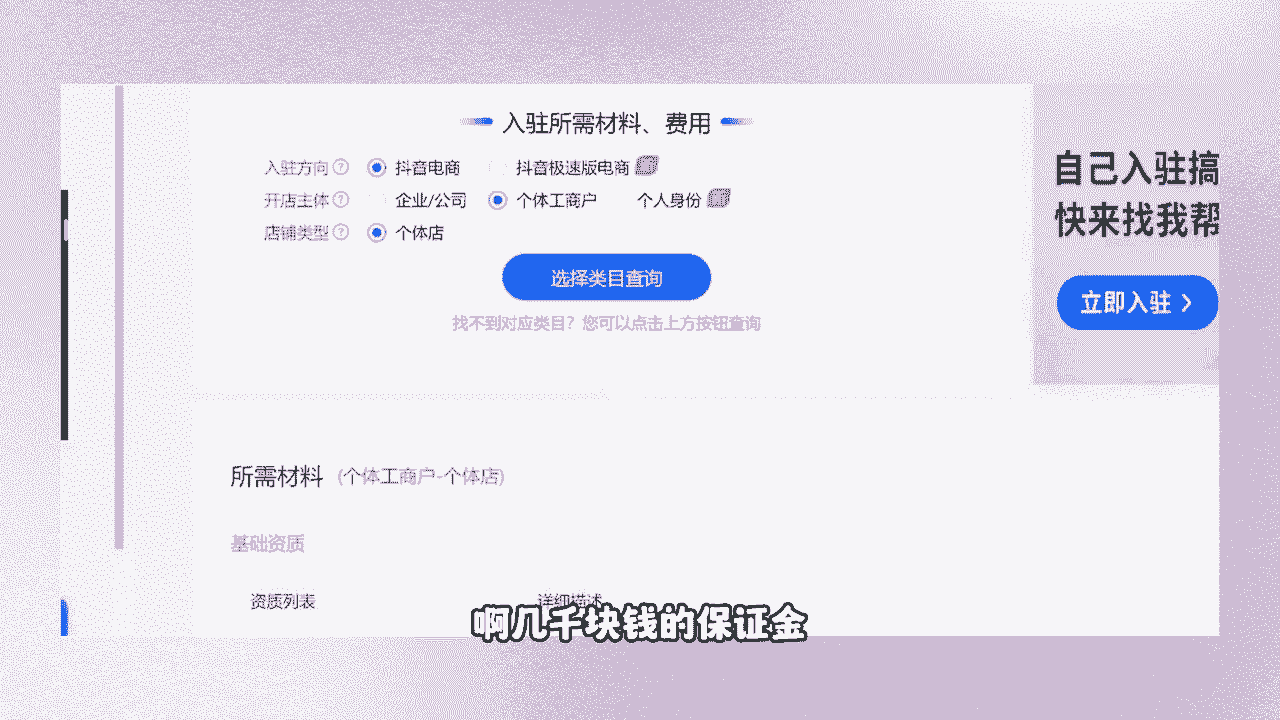 入驻所需材料、费用
入驻方向 ? 抖音电商 抖音极速版电商
开店主体 ? 企业/公司 个体工商户 个人身份
店铺类型 ? 个体店
选择类目查询
找不到对应类目？您可以点击上方按钮查询
自己入驻搞
快来找我帮
立即入驻 >
所需材料 (个体工商户-个体店)
基础资质
资质列表 详细描述
啊几千块钱的保证金